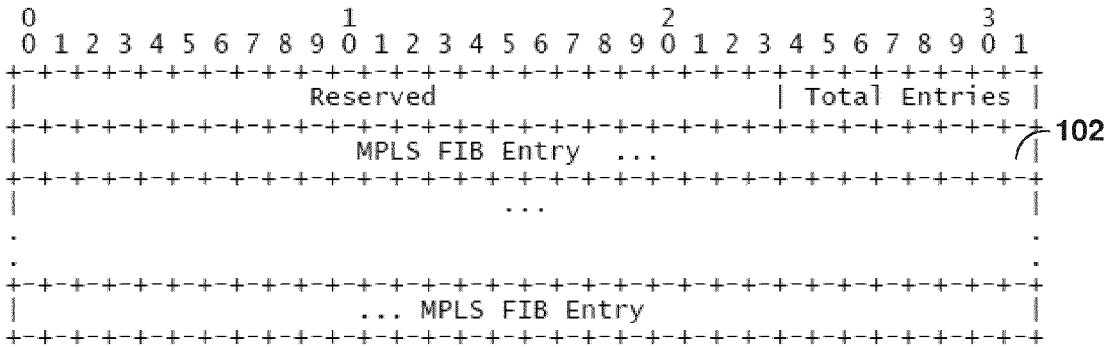 0                   1                   2                   3
 0 1 2 3 4 5 6 7 8 9 0 1 2 3 4 5 6 7 8 9 0 1 2 3 4 5 6 7 8 9 0 1
+-+-+-+-+-+-+-+-+-+-+-+-+-+-+-+-+-+-+-+-+-+-+-+-+-+-+-+-+-+-+-+-+
|                  Reserved                     | Total Entries |
+-+-+-+-+-+-+-+-+-+-+-+-+-+-+-+-+-+-+-+-+-+-+-+-+-+-+-+-+-+-+-+-+ 102
|                     MPLS FIB Entry  ...                       |
+-+-+-+-+-+-+-+-+-+-+-+-+-+-+-+-+-+-+-+-+-+-+-+-+-+-+-+-+-+-+-+-+
|                              ...                              |
.                                                               .
.                                                               .
+-+-+-+-+-+-+-+-+-+-+-+-+-+-+-+-+-+-+-+-+-+-+-+-+-+-+-+-+-+-+-+-+
|                     ... MPLS FIB Entry                        |
+-+-+-+-+-+-+-+-+-+-+-+-+-+-+-+-+-+-+-+-+-+-+-+-+-+-+-+-+-+-+-+-+